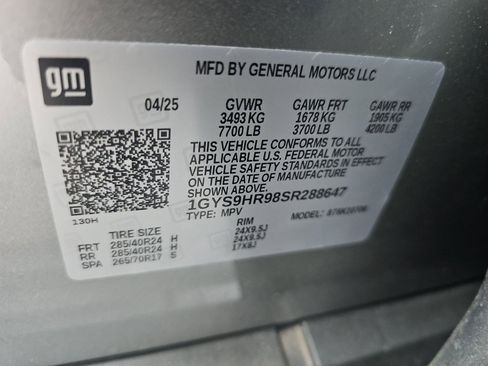 gm
MFD BY GENERAL MOTORS LLC
04/25 GVWR GAWR FRT GAWR RR
3493 KG 1678 KG 1905 KG
7700 LB 3700 LB 4200 LB
THIS VEHICLE CONFORMS TO ALL
APPLICABLE U.S. FEDERAL MOTOR
VEHICLE SAFETY STANDARDS IN EFFECT
ON THE DATE OF MANUFACTURE
SHOWN ABOVE.
1GYS9HR98SR288647
130H TYPE: MPV MODEL:
TIRE SIZE RIM
FRT 285/40R24 H 24X9.5J
RR 285/40R24 H 24X9.5J
SPA 265/70R17 S 17X8J